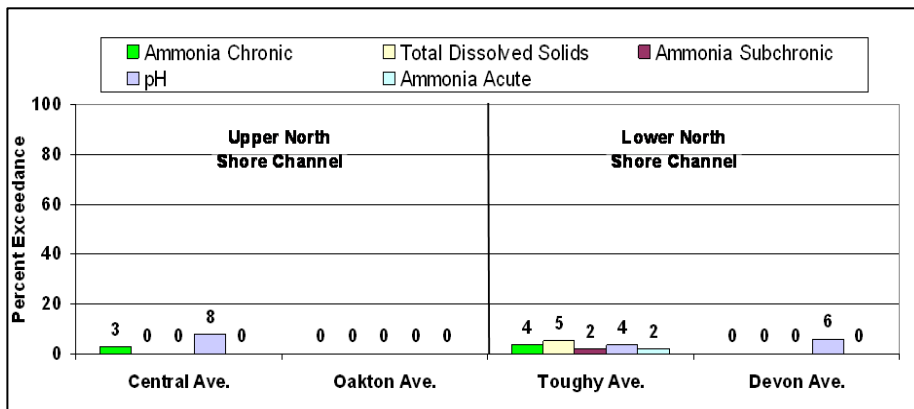 Ammonia Chronic Total Dissolved Solids Ammonia Subchronic
pH Ammonia Acute
Percent Exceedance
100
80
60
40
20
0
Upper North
Shore Channel
Lower North
Shore Channel
3 0 0 8 0
0 0 0 0 0
4 5 2 4 2
0 0 0 6 0
Central Ave. Oakton Ave. Toughy Ave. Devon Ave.